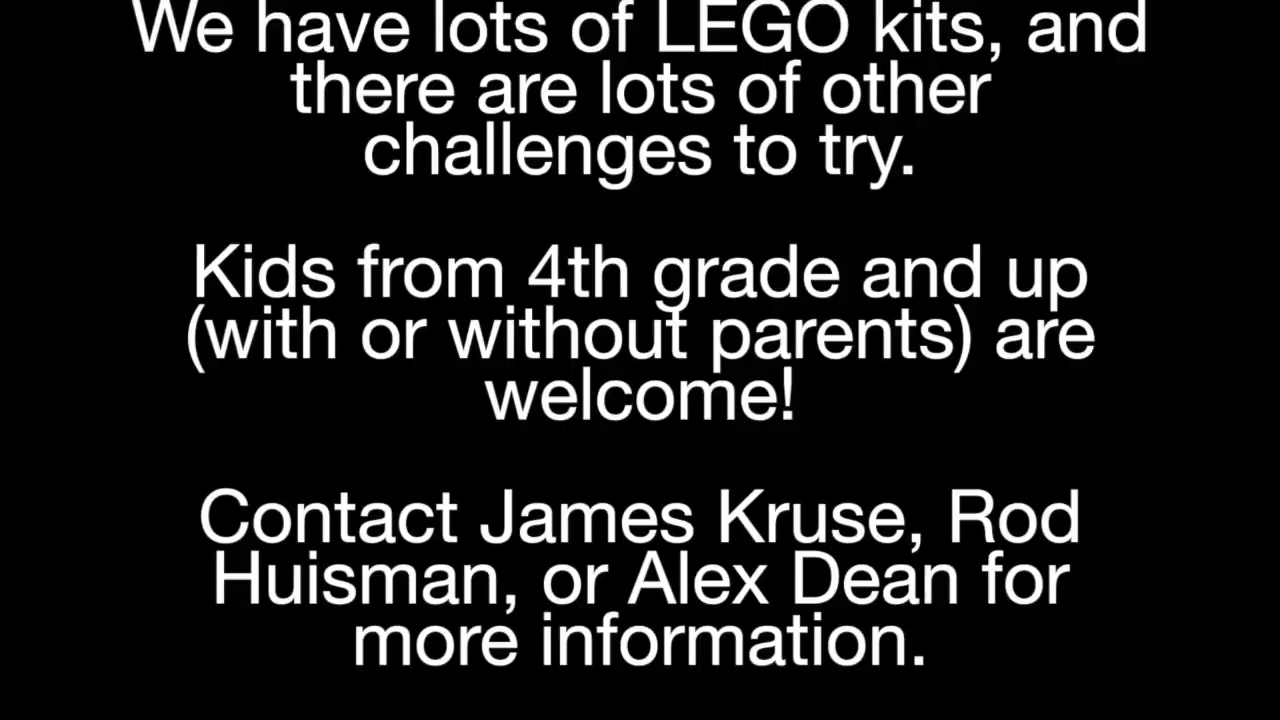 We have lots of LEGO kits, and
there are lots of other
challenges to try.
Kids from 4th grade and up
(with or without parents) are
welcome!
Contact James Kruse, Rod
Huisman, or Alex Dean for
more information.